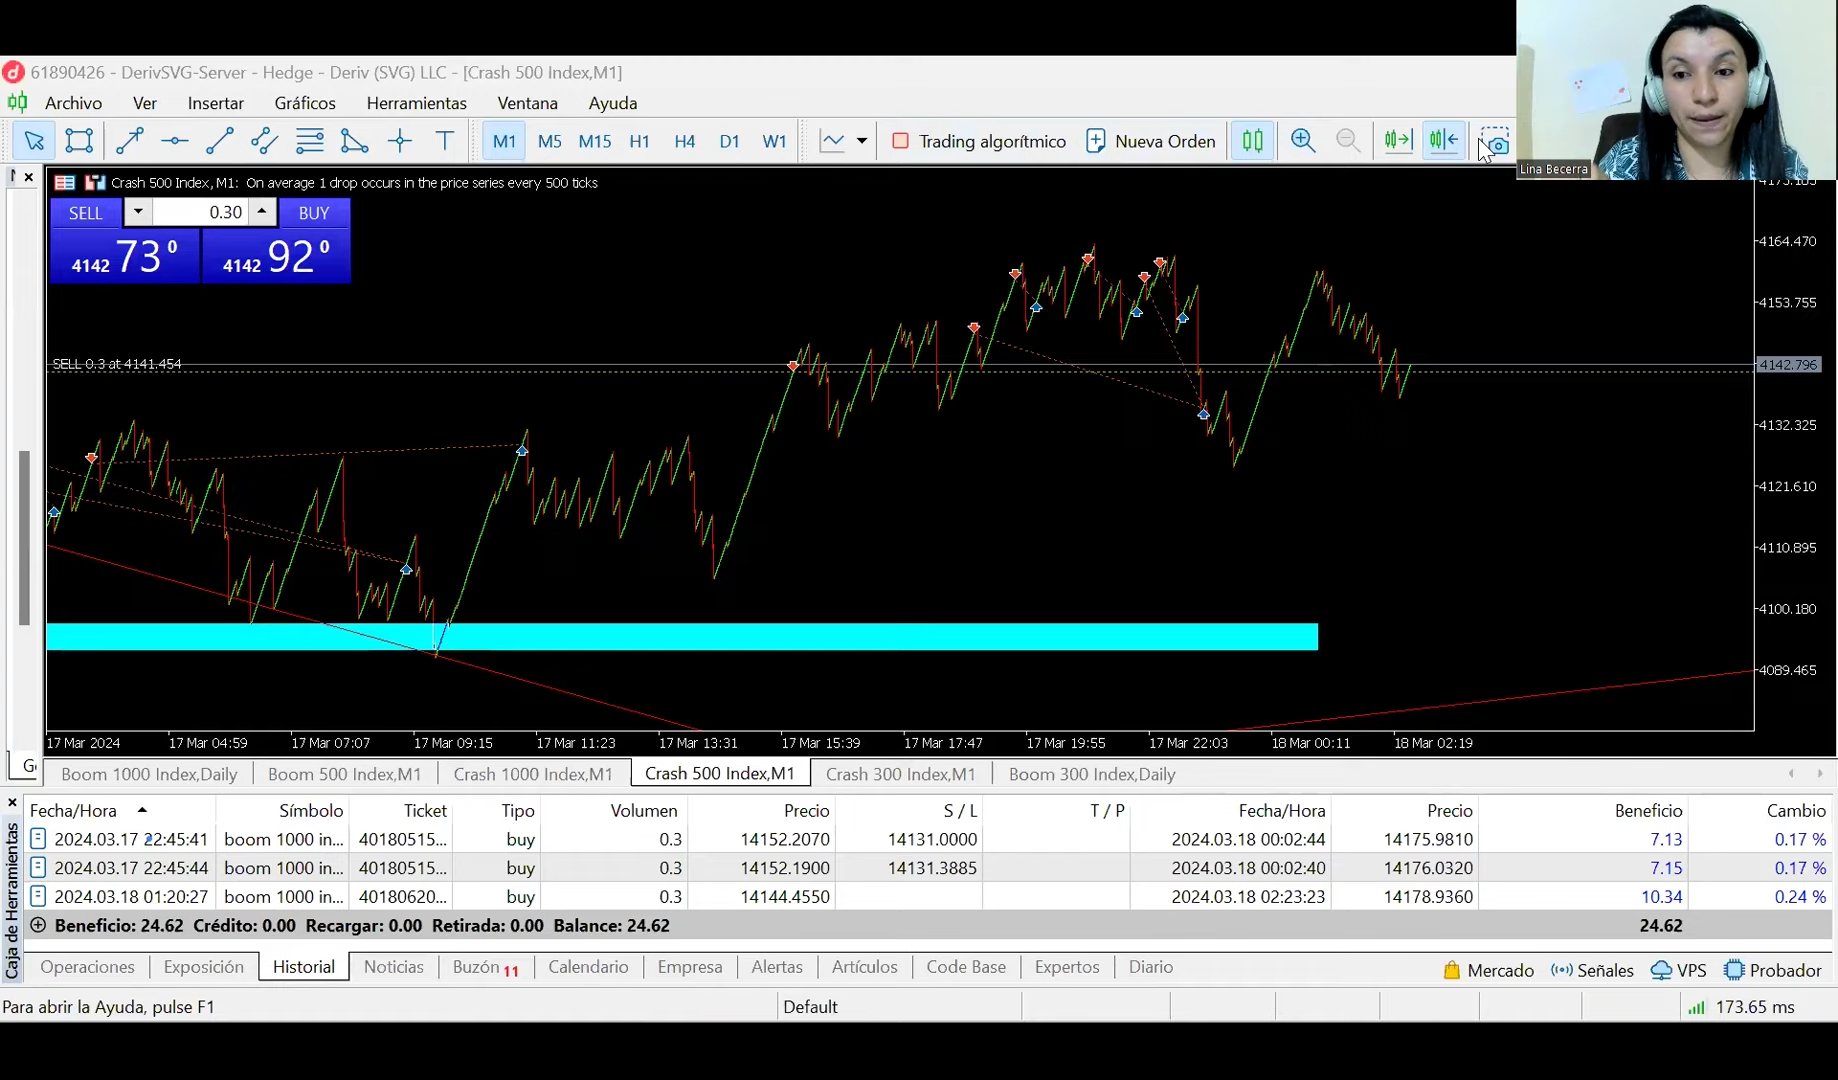 61890426 - DerivSVG-Server - Hedge - Deriv (SVG) LLC - [Crash 500 Index,M1]
Archivo Ver Insertar Gráficos Herramientas Ventana Ayuda
T M1 M5 M15 H1 H4 D1 W1 Trading algorítmico Nueva Orden
Lina Becerra
Crash 500 Index, M1: On average 1 drop occurs in the price series every 500 ticks
SELL 0.30 BUY
4142 73 0 4142 92 0
4173.185
4164.470
4153.755
SELL 0.3 at 4141.454
4142.796
4132.325
4121.610
4110.895
4100.180
4089.465
17 Mar 2024 17 Mar 04:59 17 Mar 07:07 17 Mar 09:15 17 Mar 11:23 17 Mar 13:31 17 Mar 15:39 17 Mar 17:47 17 Mar 19:55 17 Mar 22:03 18 Mar 00:11 18 Mar 02:19
Boom 1000 Index,Daily Boom 500 Index,M1 Crash 1000 Index,M1 Crash 500 Index,M1 Crash 300 Index,M1 Boom 300 Index,Daily
Caja de Herramientas
Fecha/Hora Símbolo Ticket Tipo Volumen Precio S / L T / P Fecha/Hora Precio Beneficio Cambio
2024.03.17 22:45:41 boom 1000 in... 40180515... buy 0.3 14152.2070 14131.0000 2024.03.18 00:02:44 14175.9810 7.13 0.17 %
2024.03.17 22:45:44 boom 1000 in... 40180515... buy 0.3 14152.1900 14131.3885 2024.03.18 00:02:40 14176.0320 7.15 0.17 %
2024.03.18 01:20:27 boom 1000 in... 40180620... buy 0.3 14144.4550 2024.03.18 02:23:23 14178.9360 10.34 0.24 %
Beneficio: 24.62 Crédito: 0.00 Recargar: 0.00 Retirada: 0.00 Balance: 24.62 24.62
Operaciones Exposición Historial Noticias Buzón 11 Calendario Empresa Alertas Artículos Code Base Expertos Diario Mercado Señales VPS Probador
Para abrir la Ayuda, pulse F1 Default 173.65 ms